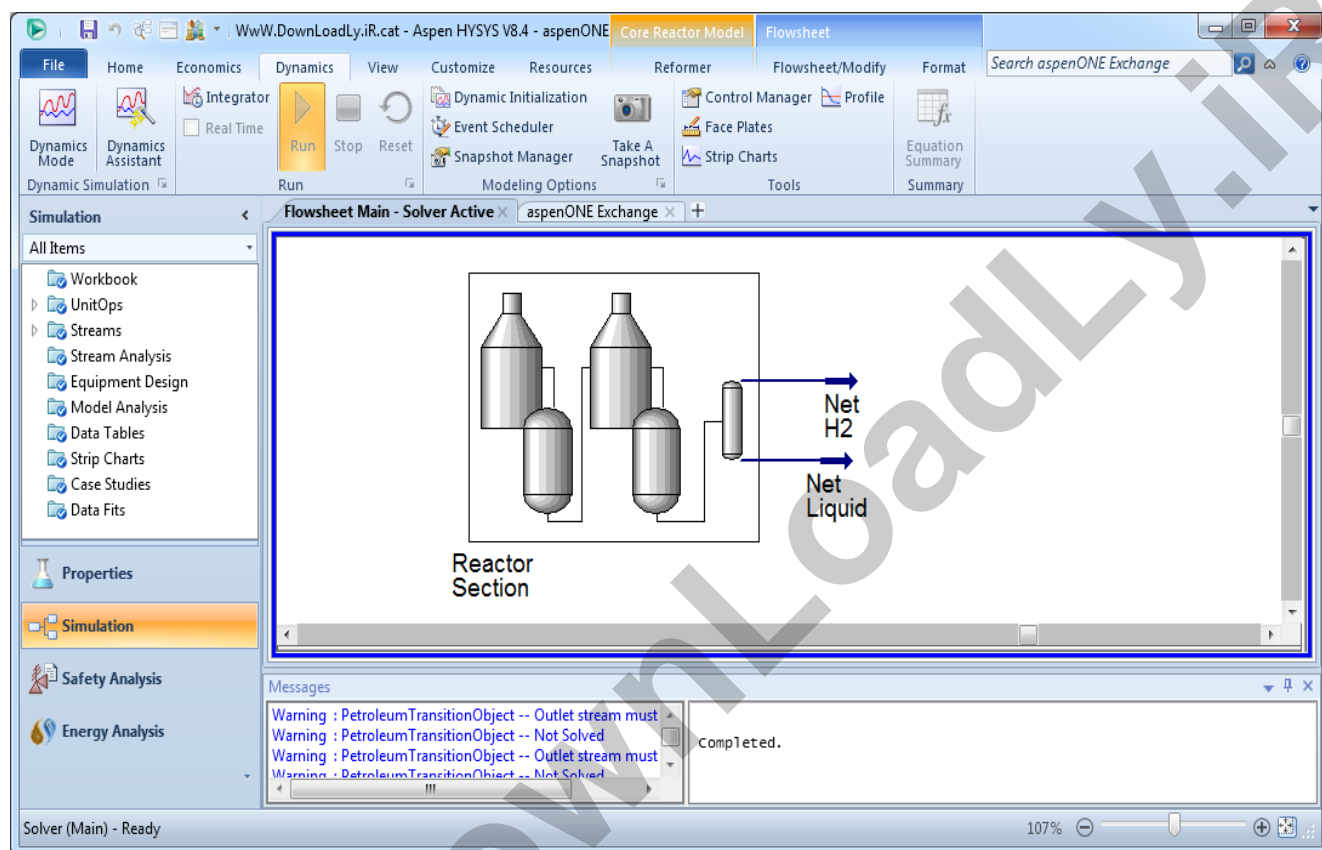 WwW.DownLoadLy.iR.cat - Aspen HYSYS V8.4 - aspenONE
Core Reactor Model
Flowsheet
File
Home
Economics
Dynamics
View
Customize
Resources
Reformer
Flowsheet/Modify
Format
Search aspenONE Exchange
Dynamics
Mode
Dynamics
Assistant
Dynamic Simulation
Integrator
Real Time
Run
Stop
Reset
Run
Dynamic Initialization
Event Scheduler
Snapshot Manager
Take A
Snapshot
Modeling Options
Control Manager
Profile
Face Plates
Strip Charts
Tools
Equation
Summary
Summary
Simulation
All Items
Workbook
UnitOps
Streams
Stream Analysis
Equipment Design
Model Analysis
Data Tables
Strip Charts
Case Studies
Data Fits
Properties
Simulation
Safety Analysis
Energy Analysis
Flowsheet Main - Solver Active
aspenONE Exchange
Net
H2
Net
Liquid
Reactor
Section
Messages
Warning : PetroleumTransitionObject -- Outlet stream must
Warning : PetroleumTransitionObject -- Not Solved
Warning : PetroleumTransitionObject -- Outlet stream must
Warning : PetroleumTransitionObject -- Not Solved
Completed.
Solver (Main) - Ready
107%
ownLoadLy.iR